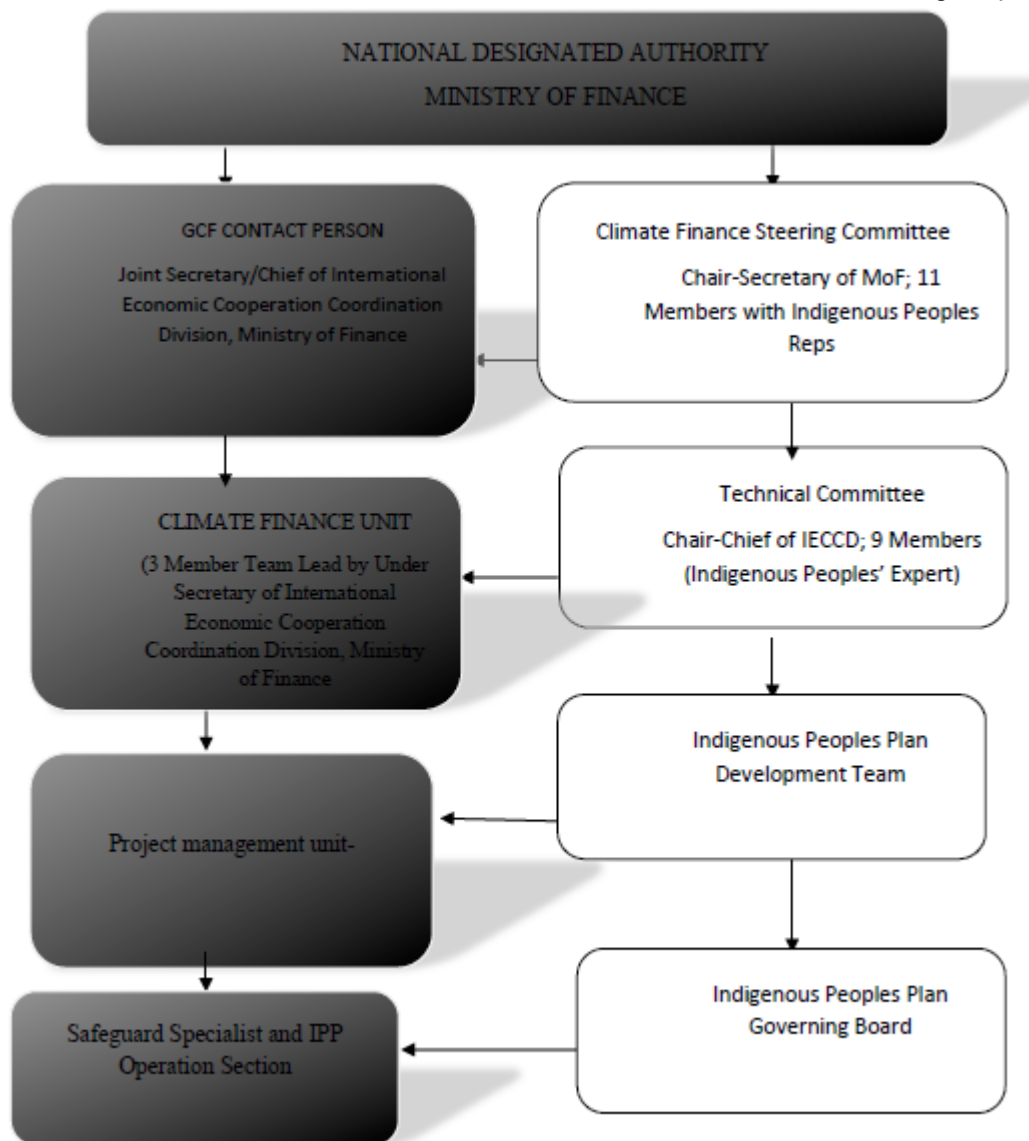 NATIONAL DESIGNATED AUTHORITY
MINISTRY OF FINANCE
GCF CONTACT PERSON
Joint Secretary/Chief of International
Economic Cooperation Coordination
Division, Ministry of Finance
Climate Finance Steering Committee
Chair-Secretary of MoF; 11
Members with Indigenous Peoples
Reps
CLIMATE FINANCE UNIT
(3 Member Team Lead by Under
Secretary of International
Economic Cooperation
Coordination Division, Ministry
of Finance
Technical Committee
Chair-Chief of IECCD; 9 Members
(Indigenous Peoples' Expert)
Project management unit-
Indigenous Peoples Plan
Development Team
Safeguard Specialist and IPP
Operation Section
Indigenous Peoples Plan
Governing Board